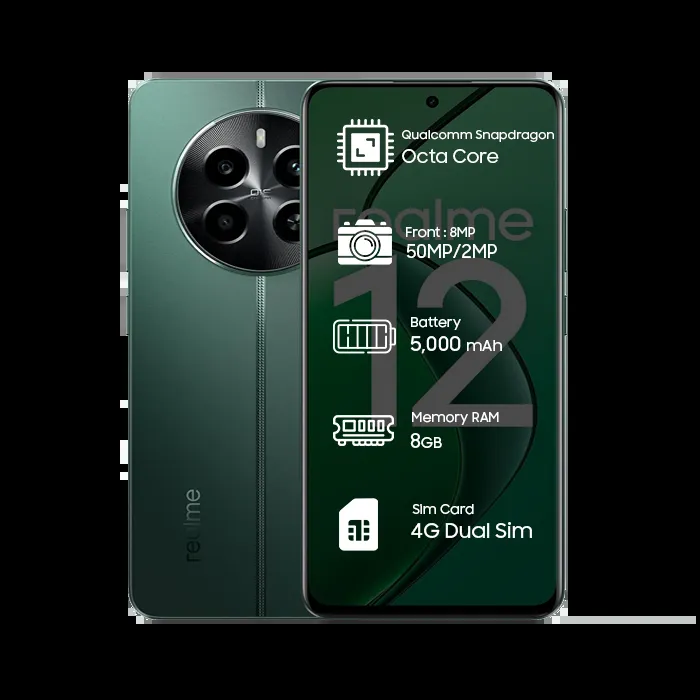 Qualcomm Snapdragon
Octa Core
realme
Front : 8MP
50MP/2MP
12
Battery
5,000 mAh
Memory RAM
8GB
Sim Card
4G Dual Sim
realme